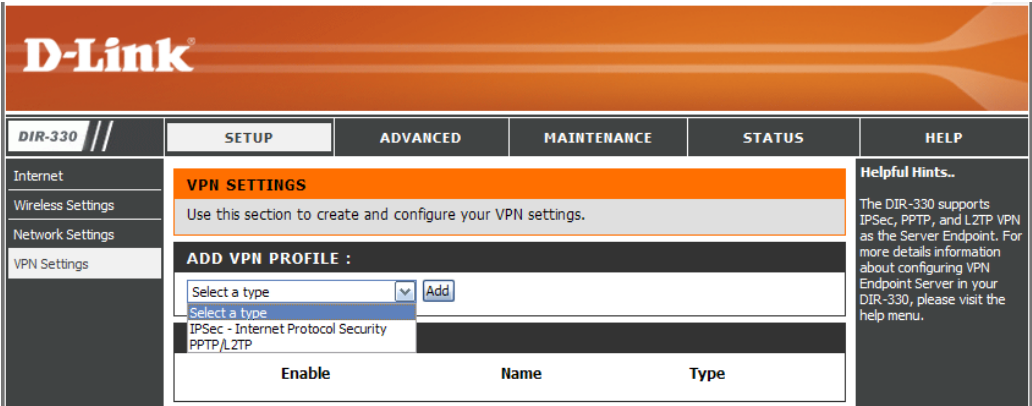 D-Link®
DIR-330
SETUP
ADVANCED
MAINTENANCE
STATUS
HELP
Internet
Wireless Settings
Network Settings
VPN Settings
VPN SETTINGS
Use this section to create and configure your VPN settings.
ADD VPN PROFILE :
Select a type
Add
Select a type
IPSec - Internet Protocol Security
PPTP/L2TP
Enable
Name
Type
Helpful Hints..
The DIR-330 supports
IPSec, PPTP, and L2TP VPN
as the Server Endpoint. For
more details information
about configuring VPN
Endpoint Server in your
DIR-330, please visit the
help menu.